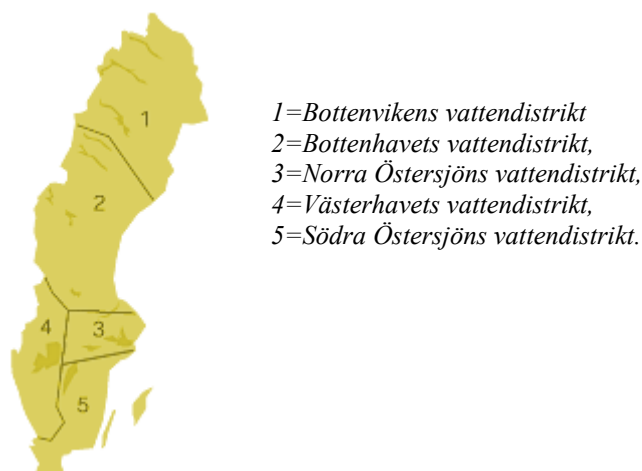 1
2
3
4
5
1=Bottenvikens vattendistrikt
2=Bottenhavets vattendistrikt,
3=Norra Östersjöns vattendistrikt,
4=Västerhavets vattendistrikt,
5=Södra Östersjöns vattendistrikt.